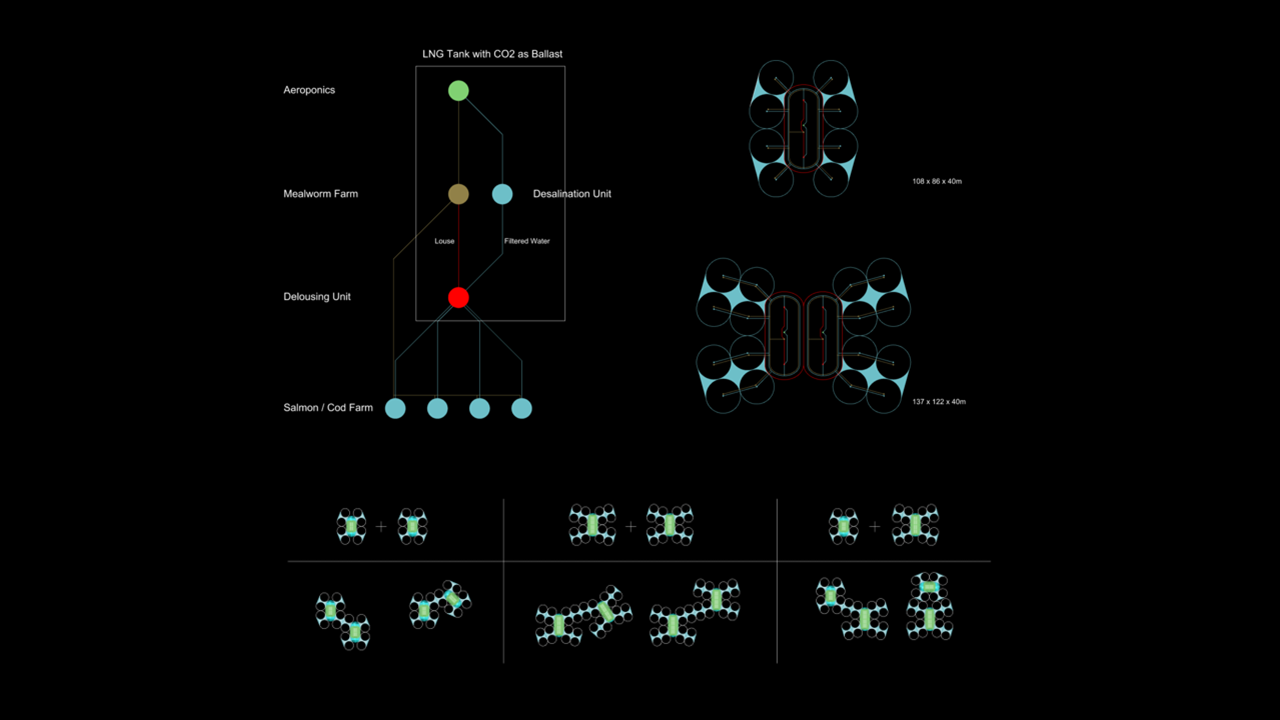 LNG Tank with CO2 as Ballast
Aeroponics
Mealworm Farm
Desalination Unit
Louse
Filtered Water
Delousing Unit
Salmon / Cod Farm
108 x 86 x 40m
137 x 122 x 40m